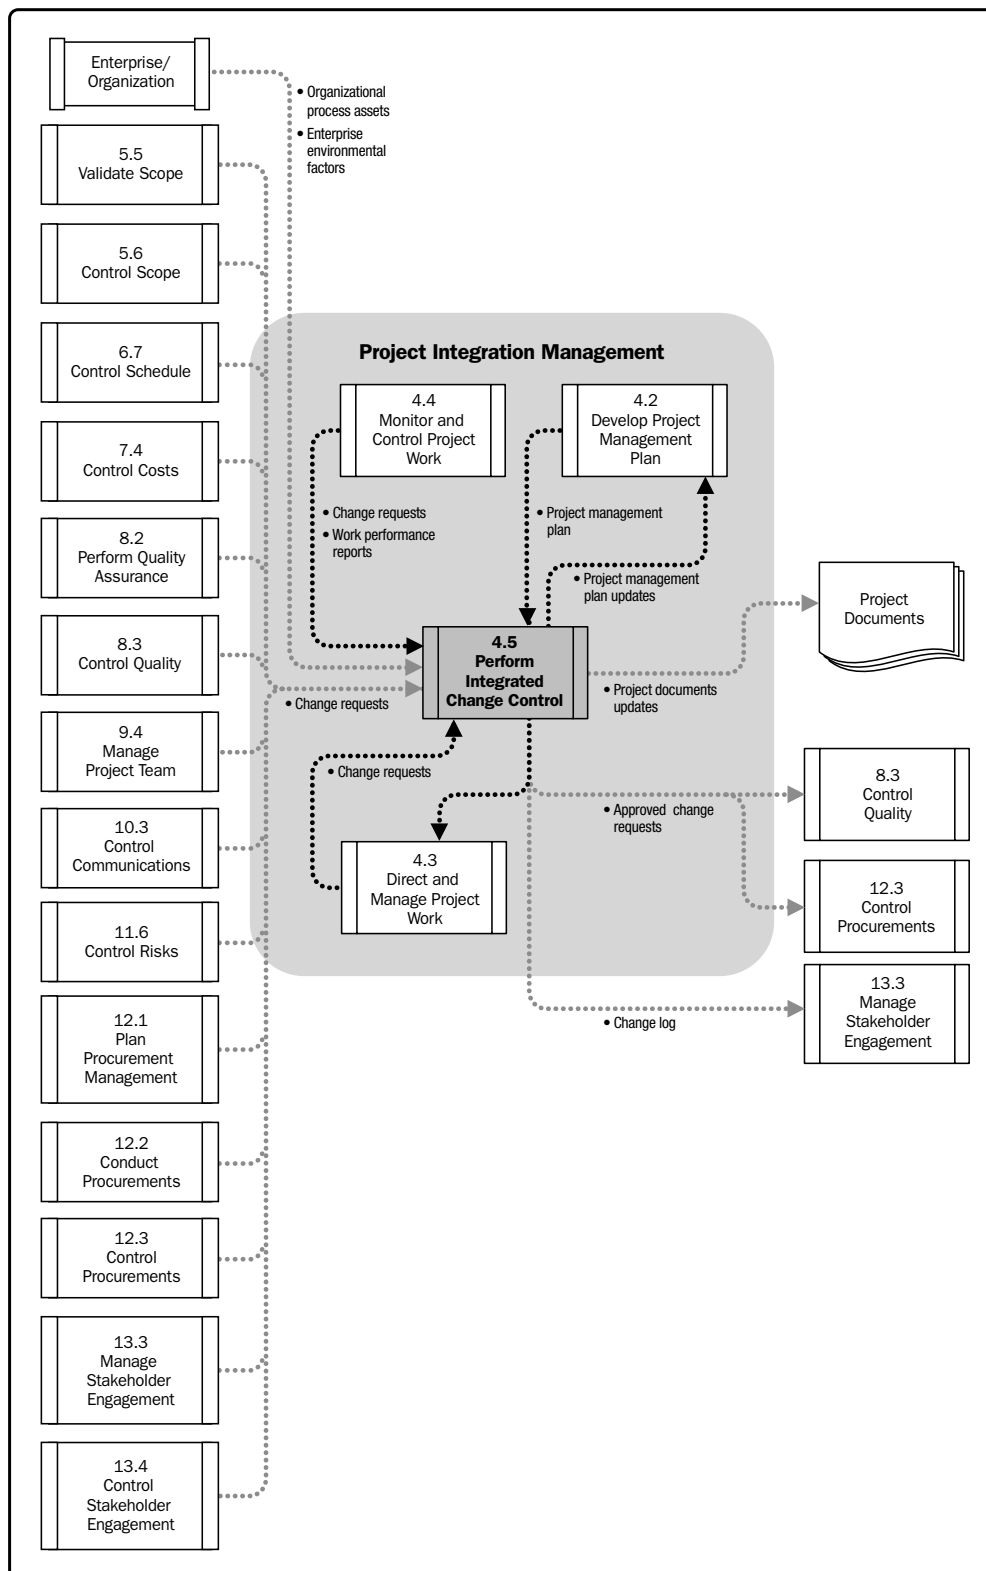 Enterprise/
Organization
• Organizational
process assets
• Enterprise
environmental
factors
5.5
Validate Scope
5.6
Control Scope
6.7
Control Schedule
7.4
Control Costs
8.2
Perform Quality
Assurance
8.3
Control Quality
9.4
Manage
Project Team
10.3
Control
Communications
11.6
Control Risks
12.1
Plan
Procurement
Management
12.2
Conduct
Procurements
12.3
Control
Procurements
13.3
Manage
Stakeholder
Engagement
13.4
Control
Stakeholder
Engagement
Project Integration Management
4.4
Monitor and
Control Project
Work
4.2
Develop Project
Management
Plan
• Change requests
• Work performance
reports
• Project management
plan
• Project management
plan updates
4.5
Perform
Integrated
Change Control
• Change requests
• Project documents
updates
• Change requests
• Approved change
requests
4.3
Direct and
Manage Project
Work
• Change log
Project
Documents
8.3
Control
Quality
12.3
Control
Procurements
13.3
Manage
Stakeholder
Engagement